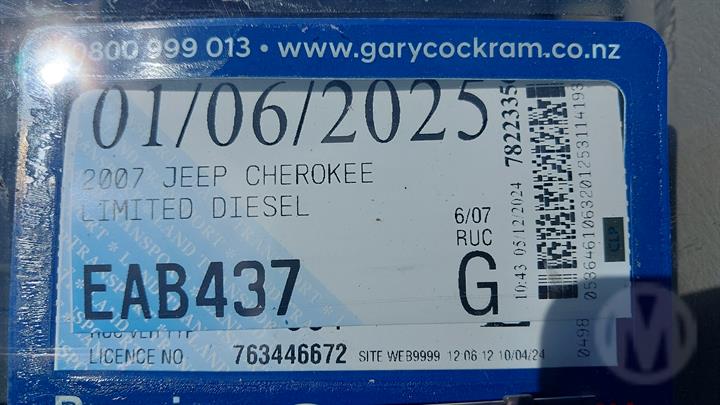 0800 999 013 • www.garycockram.co.nz
01/06/2025
2007 JEEP CHEROKEE
LIMITED DIESEL
6/07
RUC
EAB437
G
10:43 05/12/2024
LICENCE NO 763446672 SITE WEB9999 12:06:12 10/04/24
CLP
M